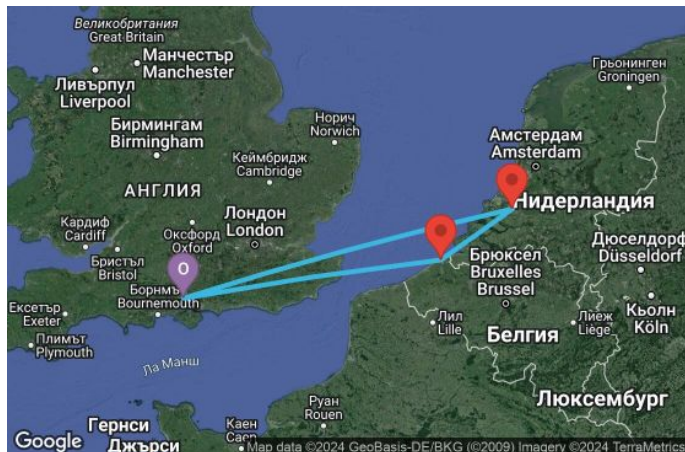 Великобритания
Great Britain
Манчестър
Manchester
Ливърпул
Liverpool
Грьонинген
Groningen
Норич
Norwich
Бирмингам
Birmingham
Амстердам
Amsterdam
Кеймбридж
Cambridge
АНГЛИЯ
Нидерландия
Кардиф
Cardiff
Оксфорд
Oxford
Лондон
London
Бристъл
Bristol
O
Брюксел
Bruxelles
Brussel
Дюселдорф
Düsseldorf
Борнмъ
Bournemouth
Ексетър
Exeter
Кьолн
Köln
Лил
Lille
Лиеж
Liège
Плимът
Plymouth
Белгия
Ла Манш
Люксембург
Руан
Rouen
Гернси
Джърси
Каен
Google
Map data ©2024 GeoBasis-DE/BKG (©2009) Imagery ©2024 TerraMetrics